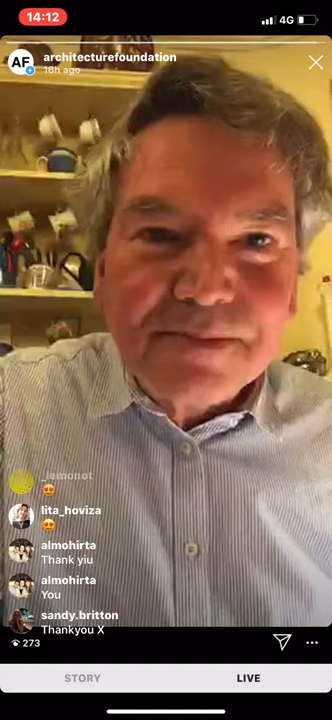 14:12
4G
AF
architecturefoundation
16h ago
_lemonot
😍
lita_hoviza
😍
almohirta
Thank yiu
almohirta
You
sandy.britton
Thankyou X
273
STORY
LIVE